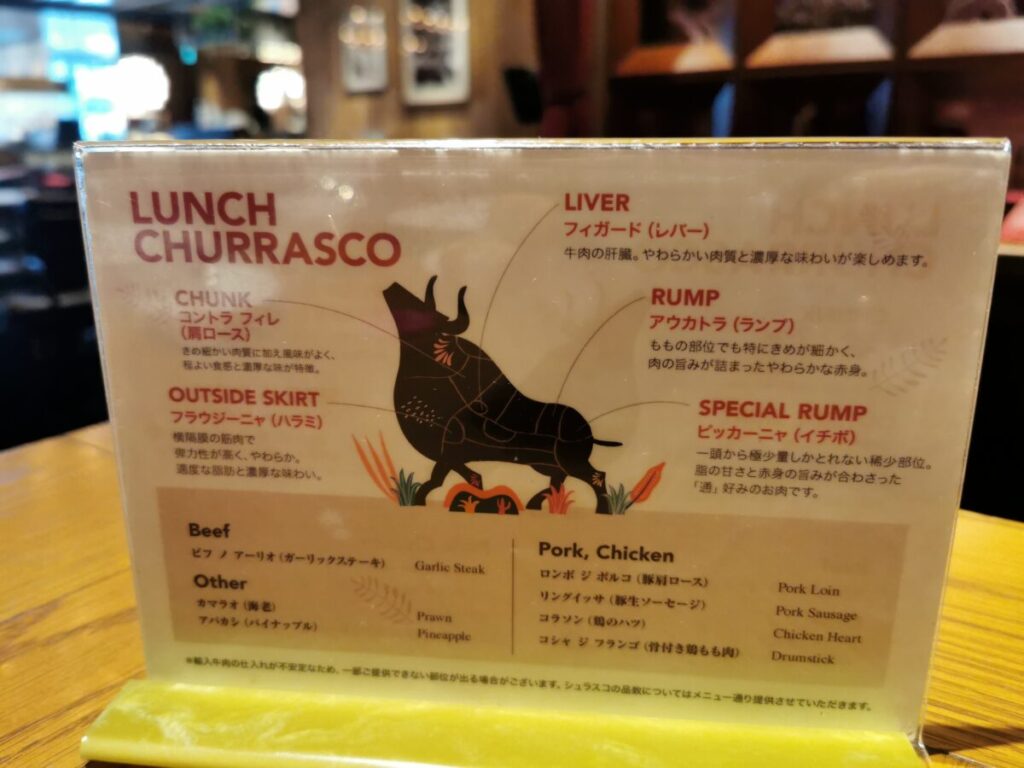 LUNCH
CHURRASCO
CHUNK
コントラ フィレ
（肩ロース）
きめ細かい肉質に加え風味がよく、
程よい食感と濃厚な味が特徴。
OUTSIDE SKIRT
フラウジーニャ（ハラミ）
横隔膜の筋肉で
弾力性が高く、やわらか。
適度な脂肪と濃厚な味わい。
LIVER
フィガード（レバー）
牛肉の肝臓。やわらかい肉質と濃厚な味わいが楽しめます。
RUMP
アウカトラ（ランプ）
ももの部位でも特にきめが細かく、
肉の旨みが詰まったやわらかな赤身。
SPECIAL RUMP
ピッカーニャ（イチボ）
一頭から極少量しかとれない稀少部位。
脂の甘さと赤身の旨みが合わさった
「通」好みのお肉です。
Beef
ビフ ノ アーリオ（ガーリックステーキ） Garlic Steak
Other
カマラオ（海老） Prawn
アバカシ（パイナップル） Pineapple
Pork, Chicken
ロンボ ジ ポルコ（豚肩ロース） Pork Loin
リングイッサ（豚生ソーセージ） Pork Sausage
コラソン（鶏のハツ） Chicken Heart
コシャ ジ フランゴ（骨付き鶏もも肉） Drumstick
※輸入牛肉の仕入れが不安定なため、一部ご提供できない部位が出る場合がございます。シュラスコの品数についてはメニュー通り提供させていただきます。